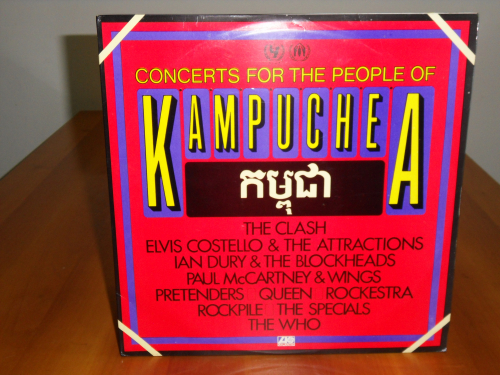 CONCERTS FOR THE PEOPLE OF
KAMPUCHEA
កម្ពុជា
THE CLASH
ELVIS COSTELLO & THE ATTRACTIONS
IAN DURY & THE BLOCKHEADS
PAUL McCARTNEY & WINGS
PRETENDERS QUEEN ROCKESTRA
ROCKPILE THE SPECIALS
THE WHO